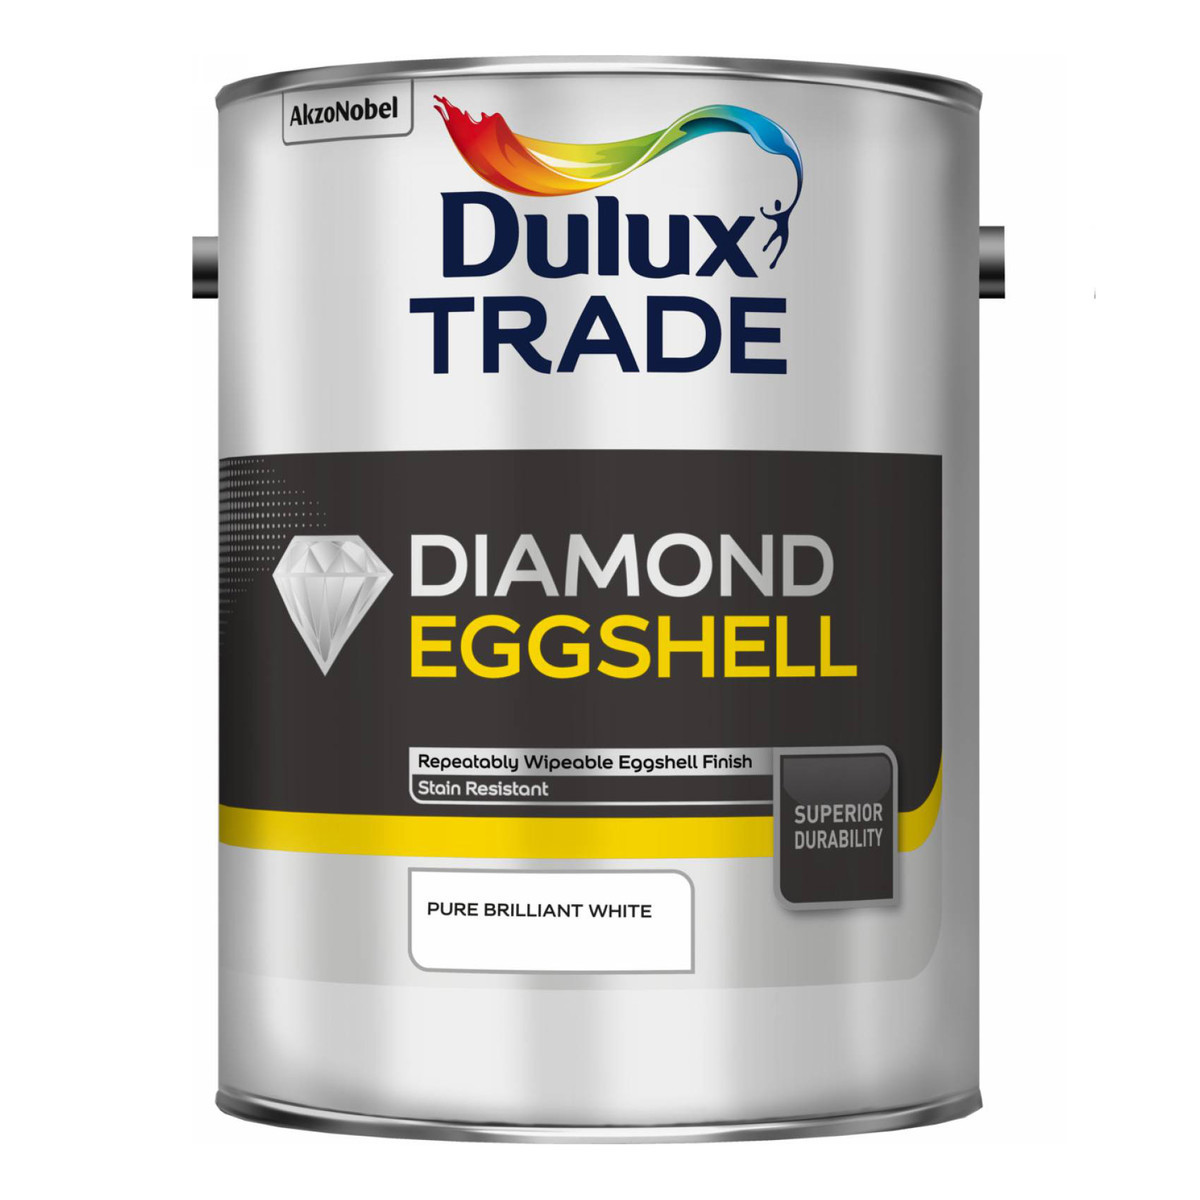 AkzoNobel
Dulux
TRADE
DIAMOND
EGGSHELL
Repeatably Wipeable Eggshell Finish
Stain Resistant
SUPERIOR
DURABILITY
PURE BRILLIANT WHITE